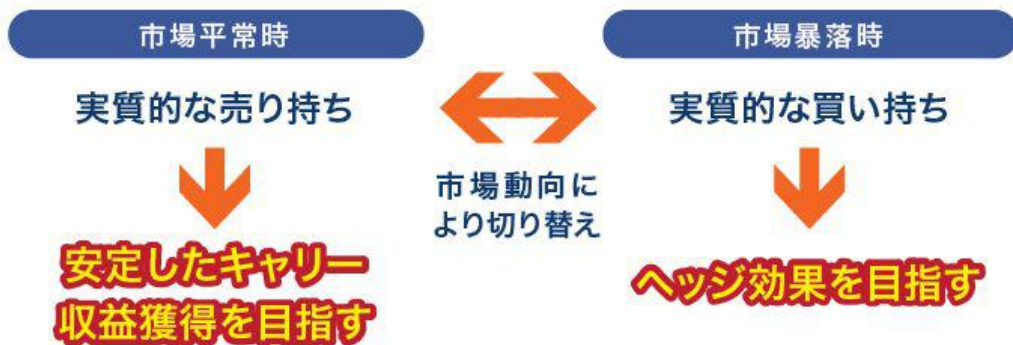 市場平常時
実質的な売り持ち
安定したキャリー
収益獲得を目指す
市場動向に
より切り替え
市場暴落時
実質的な買い持ち
ヘッジ効果を目指す